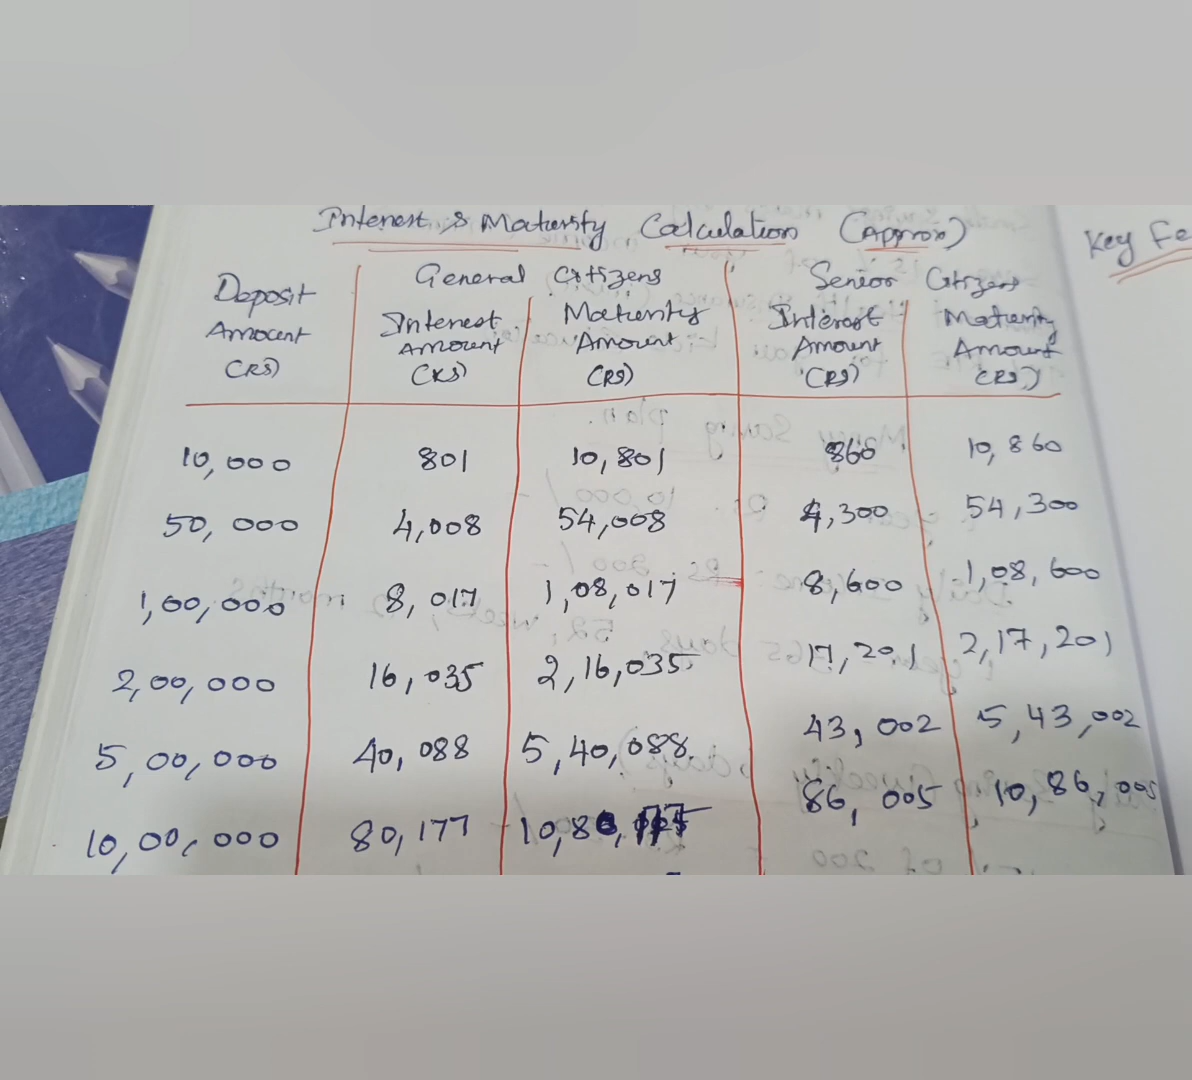 Interest & Maturity Calculation (Approx)
Key Fe
Deposit Amount (RS) General Citizens Senior Citizens
Interest Amount (RS) Maturity Amount (RS) Interest Amount (RS) Maturity Amount (RS)
10,000 801 10,801 860 10,860
50,000 4,008 54,008 4,300 54,300
1,00,000 8,017 1,08,017 8,600 1,08,600
2,00,000 16,035 2,16,035 17,201 2,17,201
5,00,000 40,088 5,40,088 43,002 5,43,002
10,00,000 80,177 86,005 10,86,005